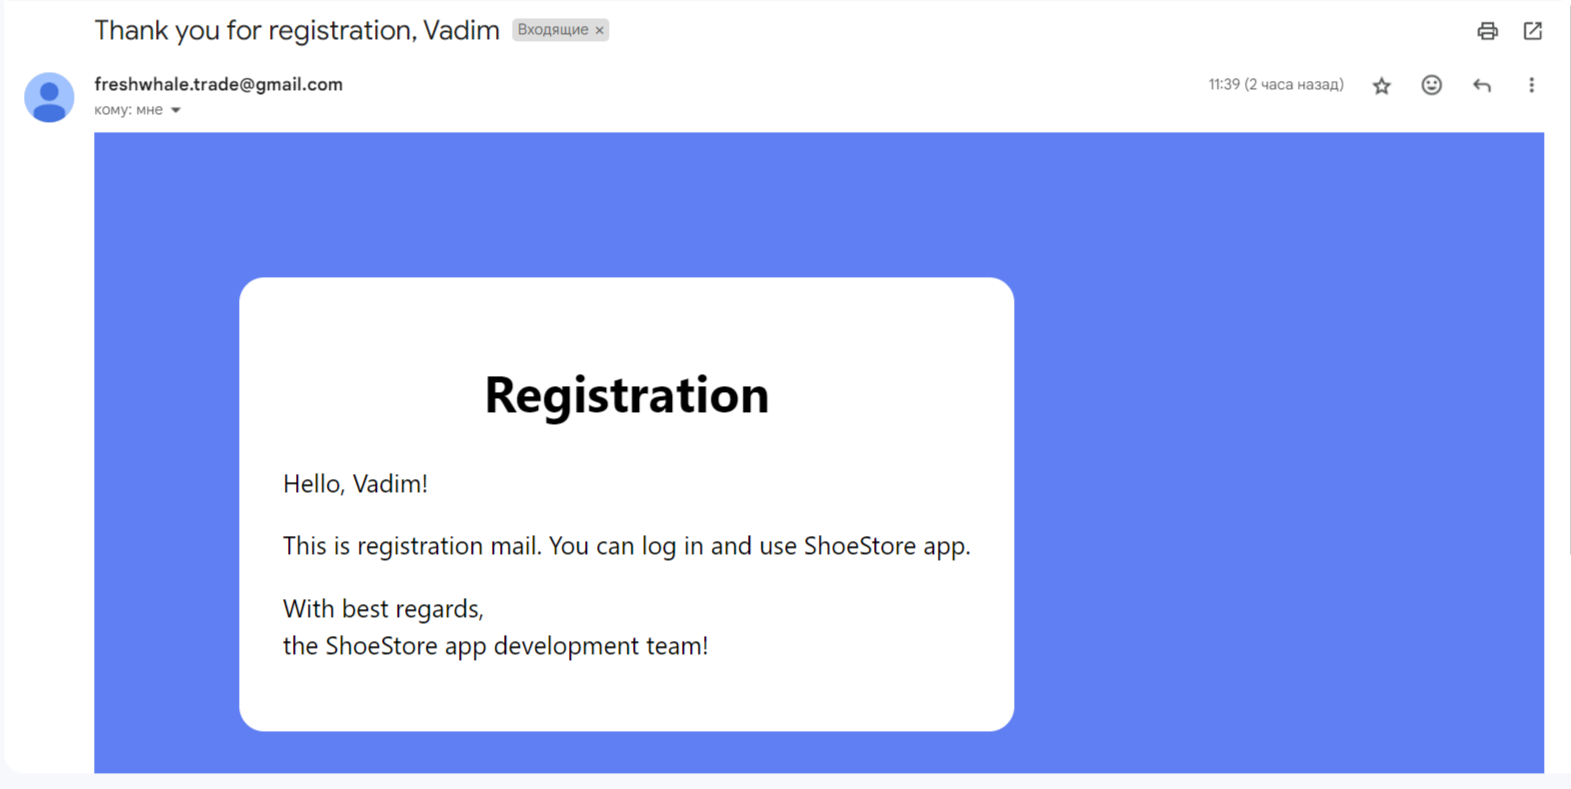 Thank you for registration, Vadim Входящие ×
freshwhale.trade@gmail.com 11:39 (2 часа назад)
кому: мне
Registration
Hello, Vadim!
This is registration mail. You can log in and use ShoeStore app.
With best regards,
the ShoeStore app development team!